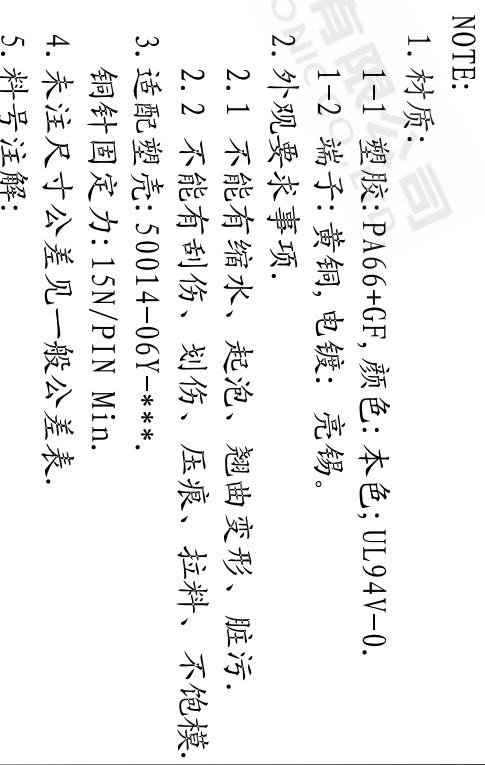 NOTE:
1.材质:
1-1 塑胶:PA66+GF,颜色:本色;UL94V-0.
1-2 端子:黄铜,电镀: 亮锡。
2.外观要求事项.
2.1 不能有缩水、起泡、翘曲变形、脏污.
2.2 不能有刮伤、划伤、压痕、拉料、不饱模.
3.适配塑壳:50014-06Y-***.
铜针固定力:15N/PIN Min.
4.未注尺寸公差见一般公差表.
5.料号注解:
有限公司